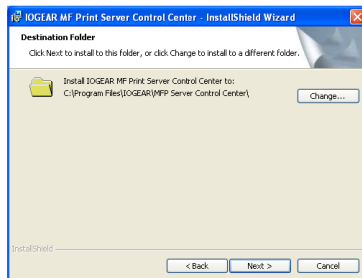 IOGEAR MF Print Server Control Center - InstallShield Wizard
Destination Folder
Click Next to install to this folder, or click Change to install to a different folder.
Install IOGEAR MF Print Server Control Center to:
C:\Program Files\IOGEAR\MFP Server Control Center\
Change...
InstallShield
< Back
Next >
Cancel